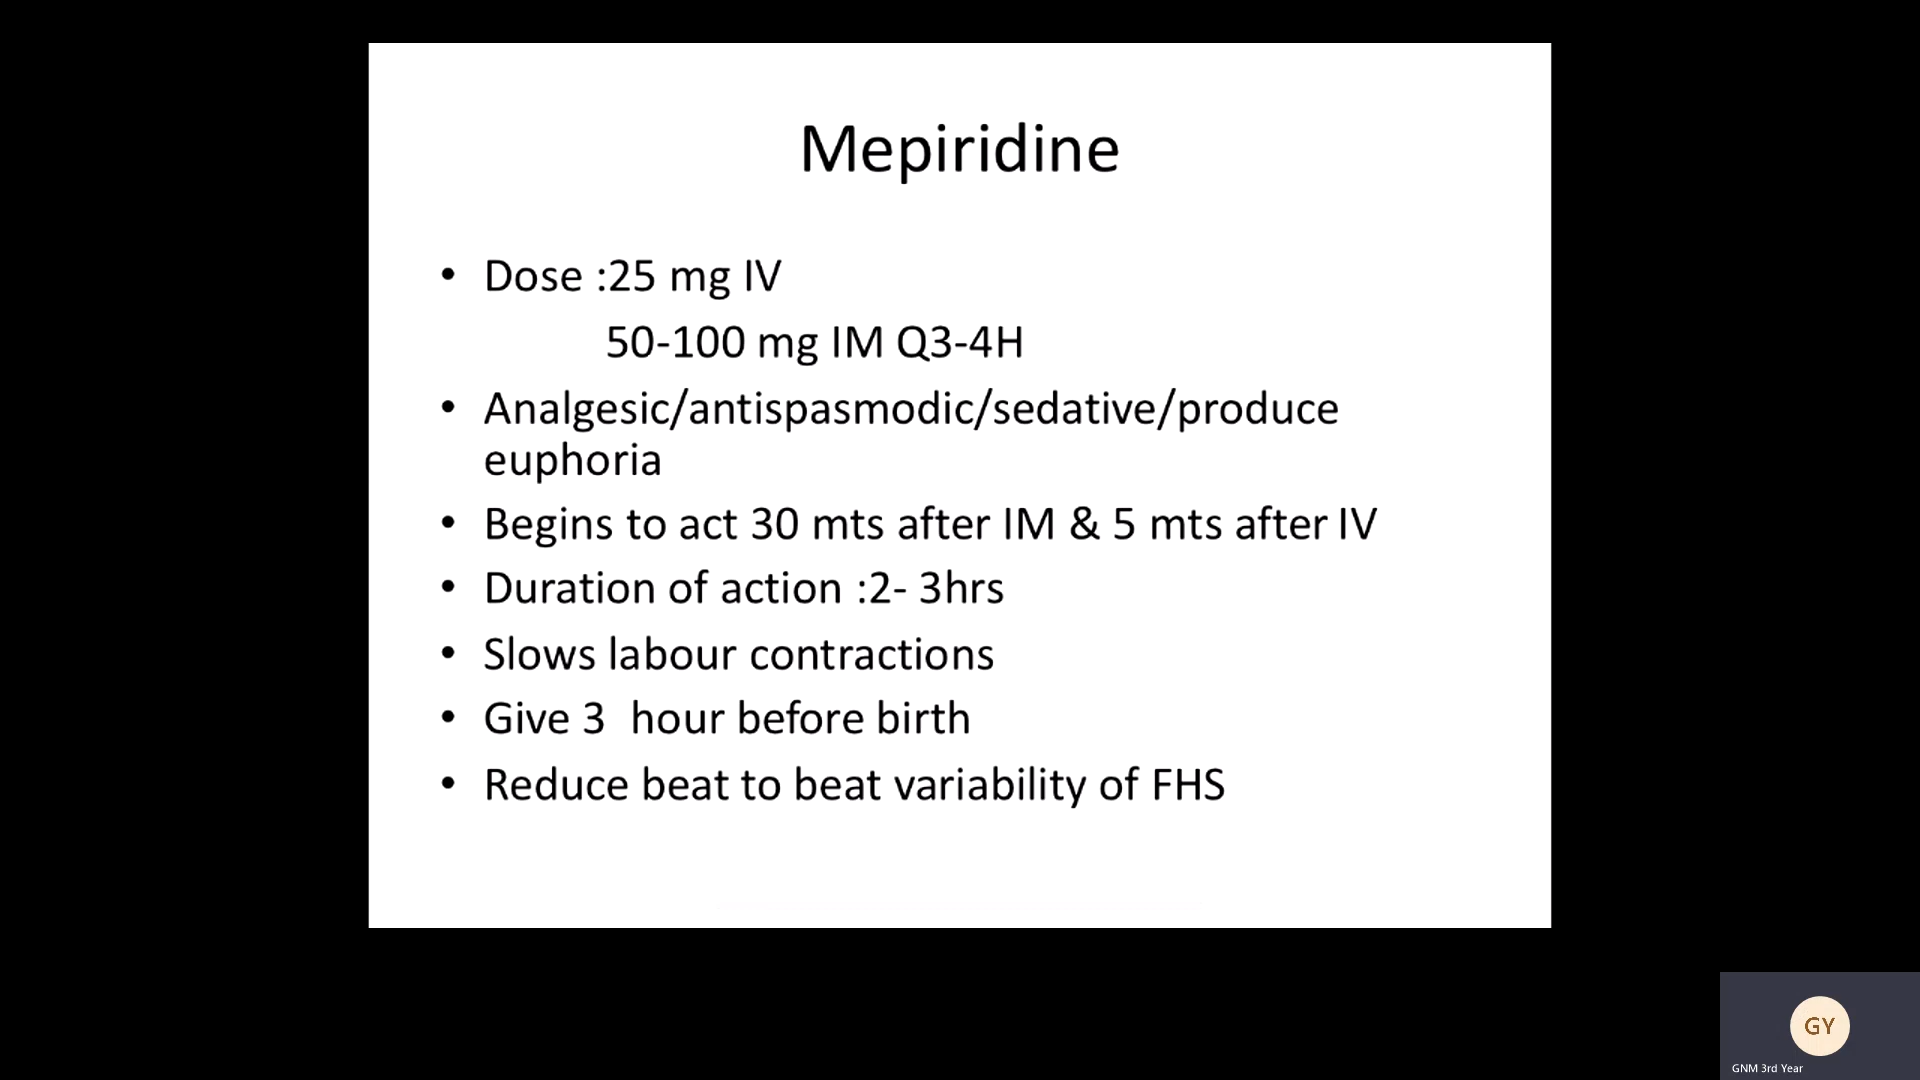 Mepiridine
• Dose :25 mg IV
50-100 mg IM Q3-4H
• Analgesic/antispasmodic/sedative/produce
euphoria
• Begins to act 30 mts after IM & 5 mts after IV
• Duration of action :2- 3hrs
• Slows labour contractions
• Give 3  hour before birth
• Reduce beat to beat variability of FHS
GY
GNM 3rd Year